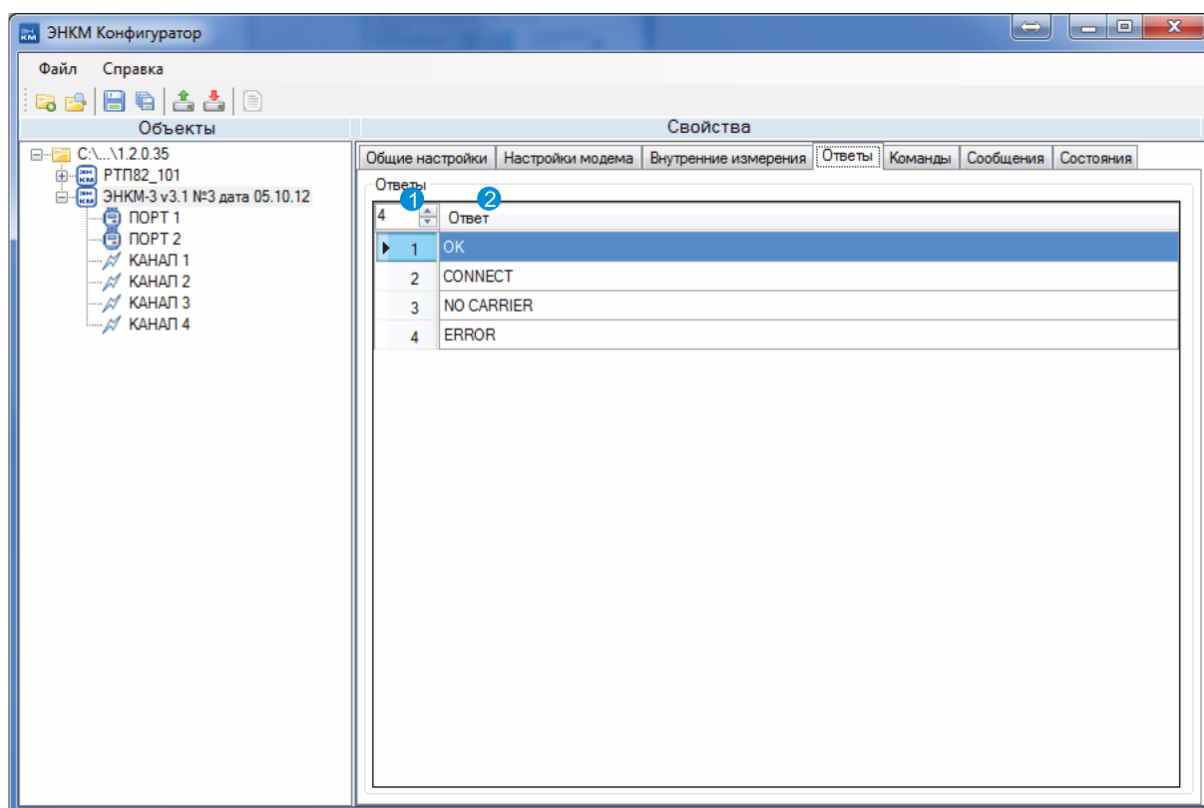 ЭНКМ Конфигуратор
Файл Справка
Объекты
Свойства
C:\...\1.2.0.35
РТП82_101
ЭНКМ-3 v3.1 №3 дата 05.10.12
ПОРТ 1
ПОРТ 2
КАНАЛ 1
КАНАЛ 2
КАНАЛ 3
КАНАЛ 4
Общие настройки Настройки модема Внутренние измерения Ответы Команды Сообщения Состояния
Ответы
1 2
4 Ответ
1 OK
2 CONNECT
3 NO CARRIER
4 ERROR